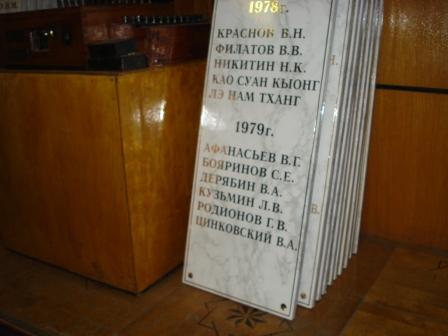 1978г.
КРАСНОВ В.Н.
ФИЛАТОВ В.В.
НИКИТИН Н.К.
КАО СУАН КЫОНГ
ЛЭ НАМ ТХАНГ
1979г.
АФАНАСЬЕВ В.Г.
БОЯРИНОВ С.Е.
ДЕРЯБИН В.А.
КУЗЬМИН Л.В.
РОДИОНОВ Г.В.
ЦИНКОВСКИЙ В.А.